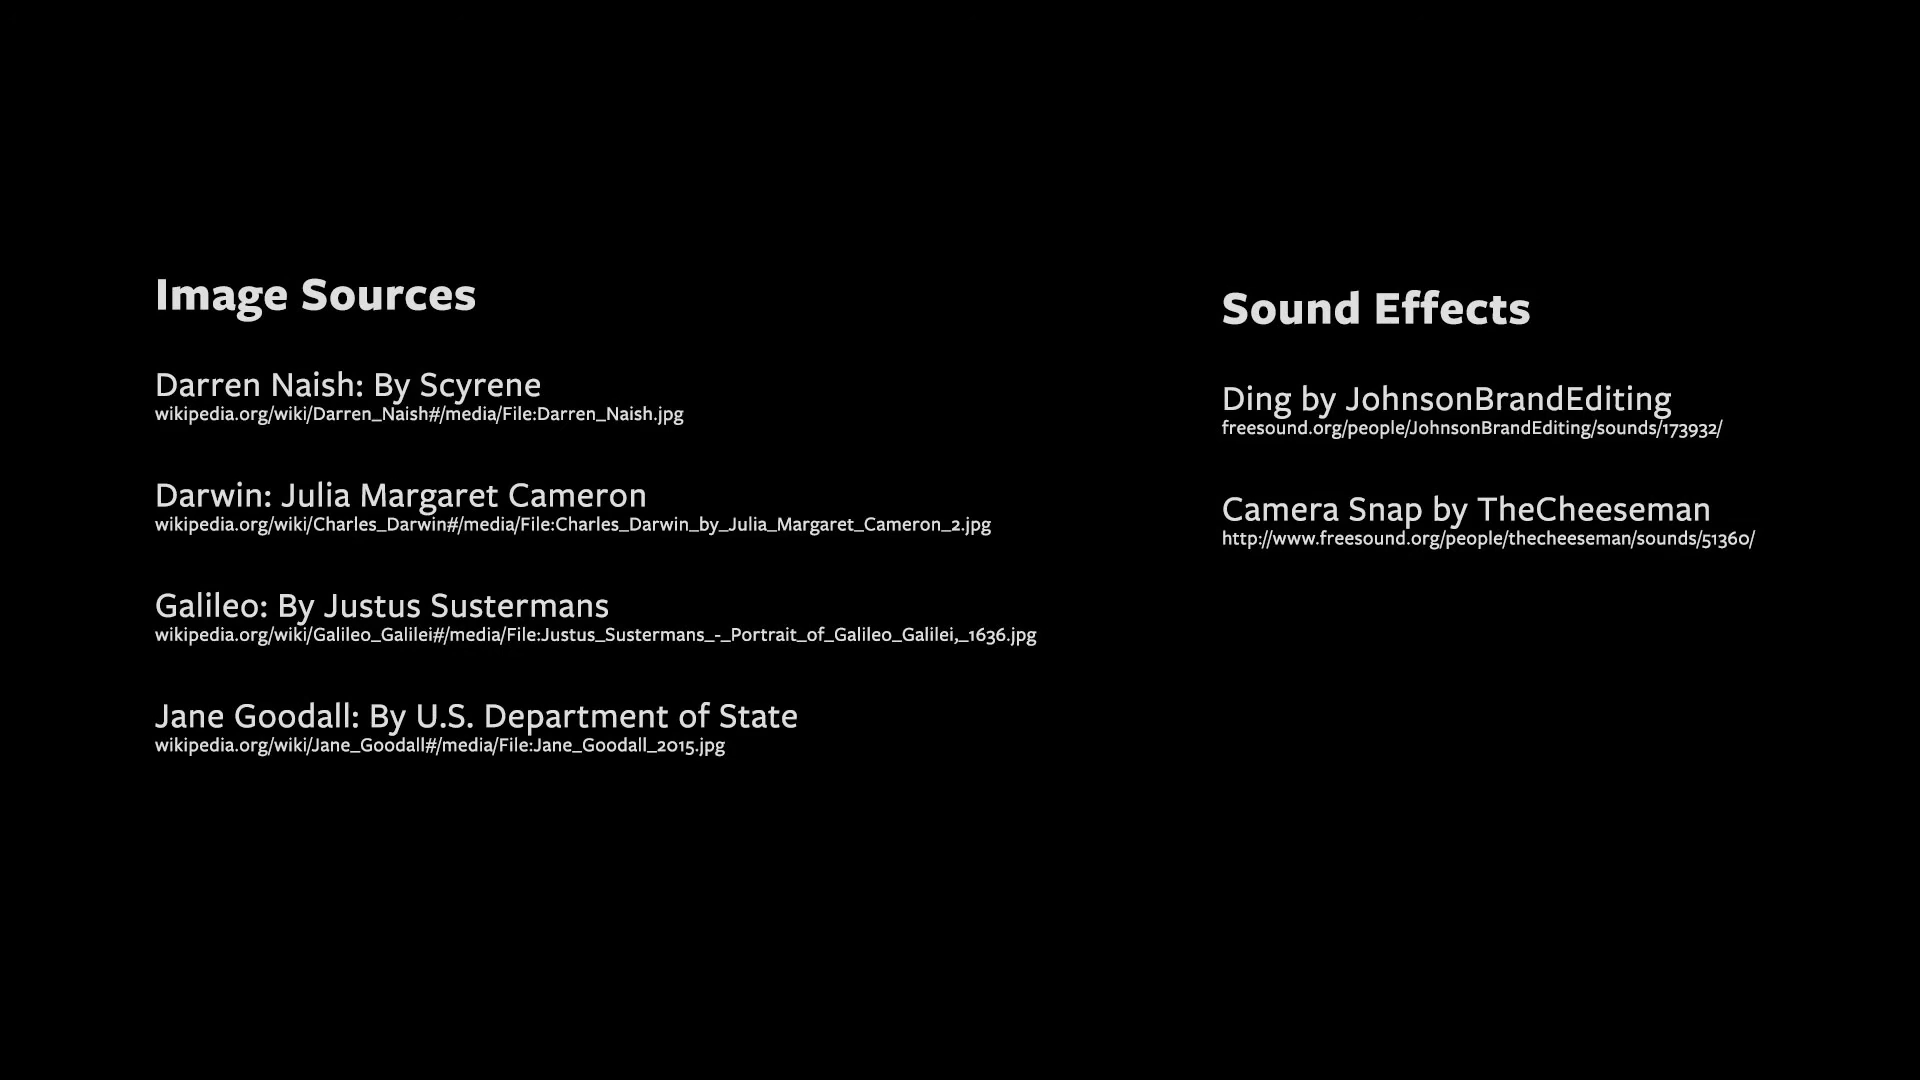 Image Sources
Darren Naish: By Scyrene
wikipedia.org/wiki/Darren_Naish#/media/File:Darren_Naish.jpg
Darwin: Julia Margaret Cameron
wikipedia.org/wiki/Charles_Darwin#/media/File:Charles_Darwin_by_Julia_Margaret_Cameron_2.jpg
Galileo: By Justus Sustermans
wikipedia.org/wiki/Galileo_Galilei#/media/File:Justus_Sustermans_-_Portrait_of_Galileo_Galilei,_1636.jpg
Jane Goodall: By U.S. Department of State
wikipedia.org/wiki/Jane_Goodall#/media/File:Jane_Goodall_2015.jpg
Sound Effects
Ding by JohnsonBrandEditing
freesound.org/people/JohnsonBrandEditing/sounds/173932/
Camera Snap by TheCheeseman
http://www.freesound.org/people/thecheeseman/sounds/51360/